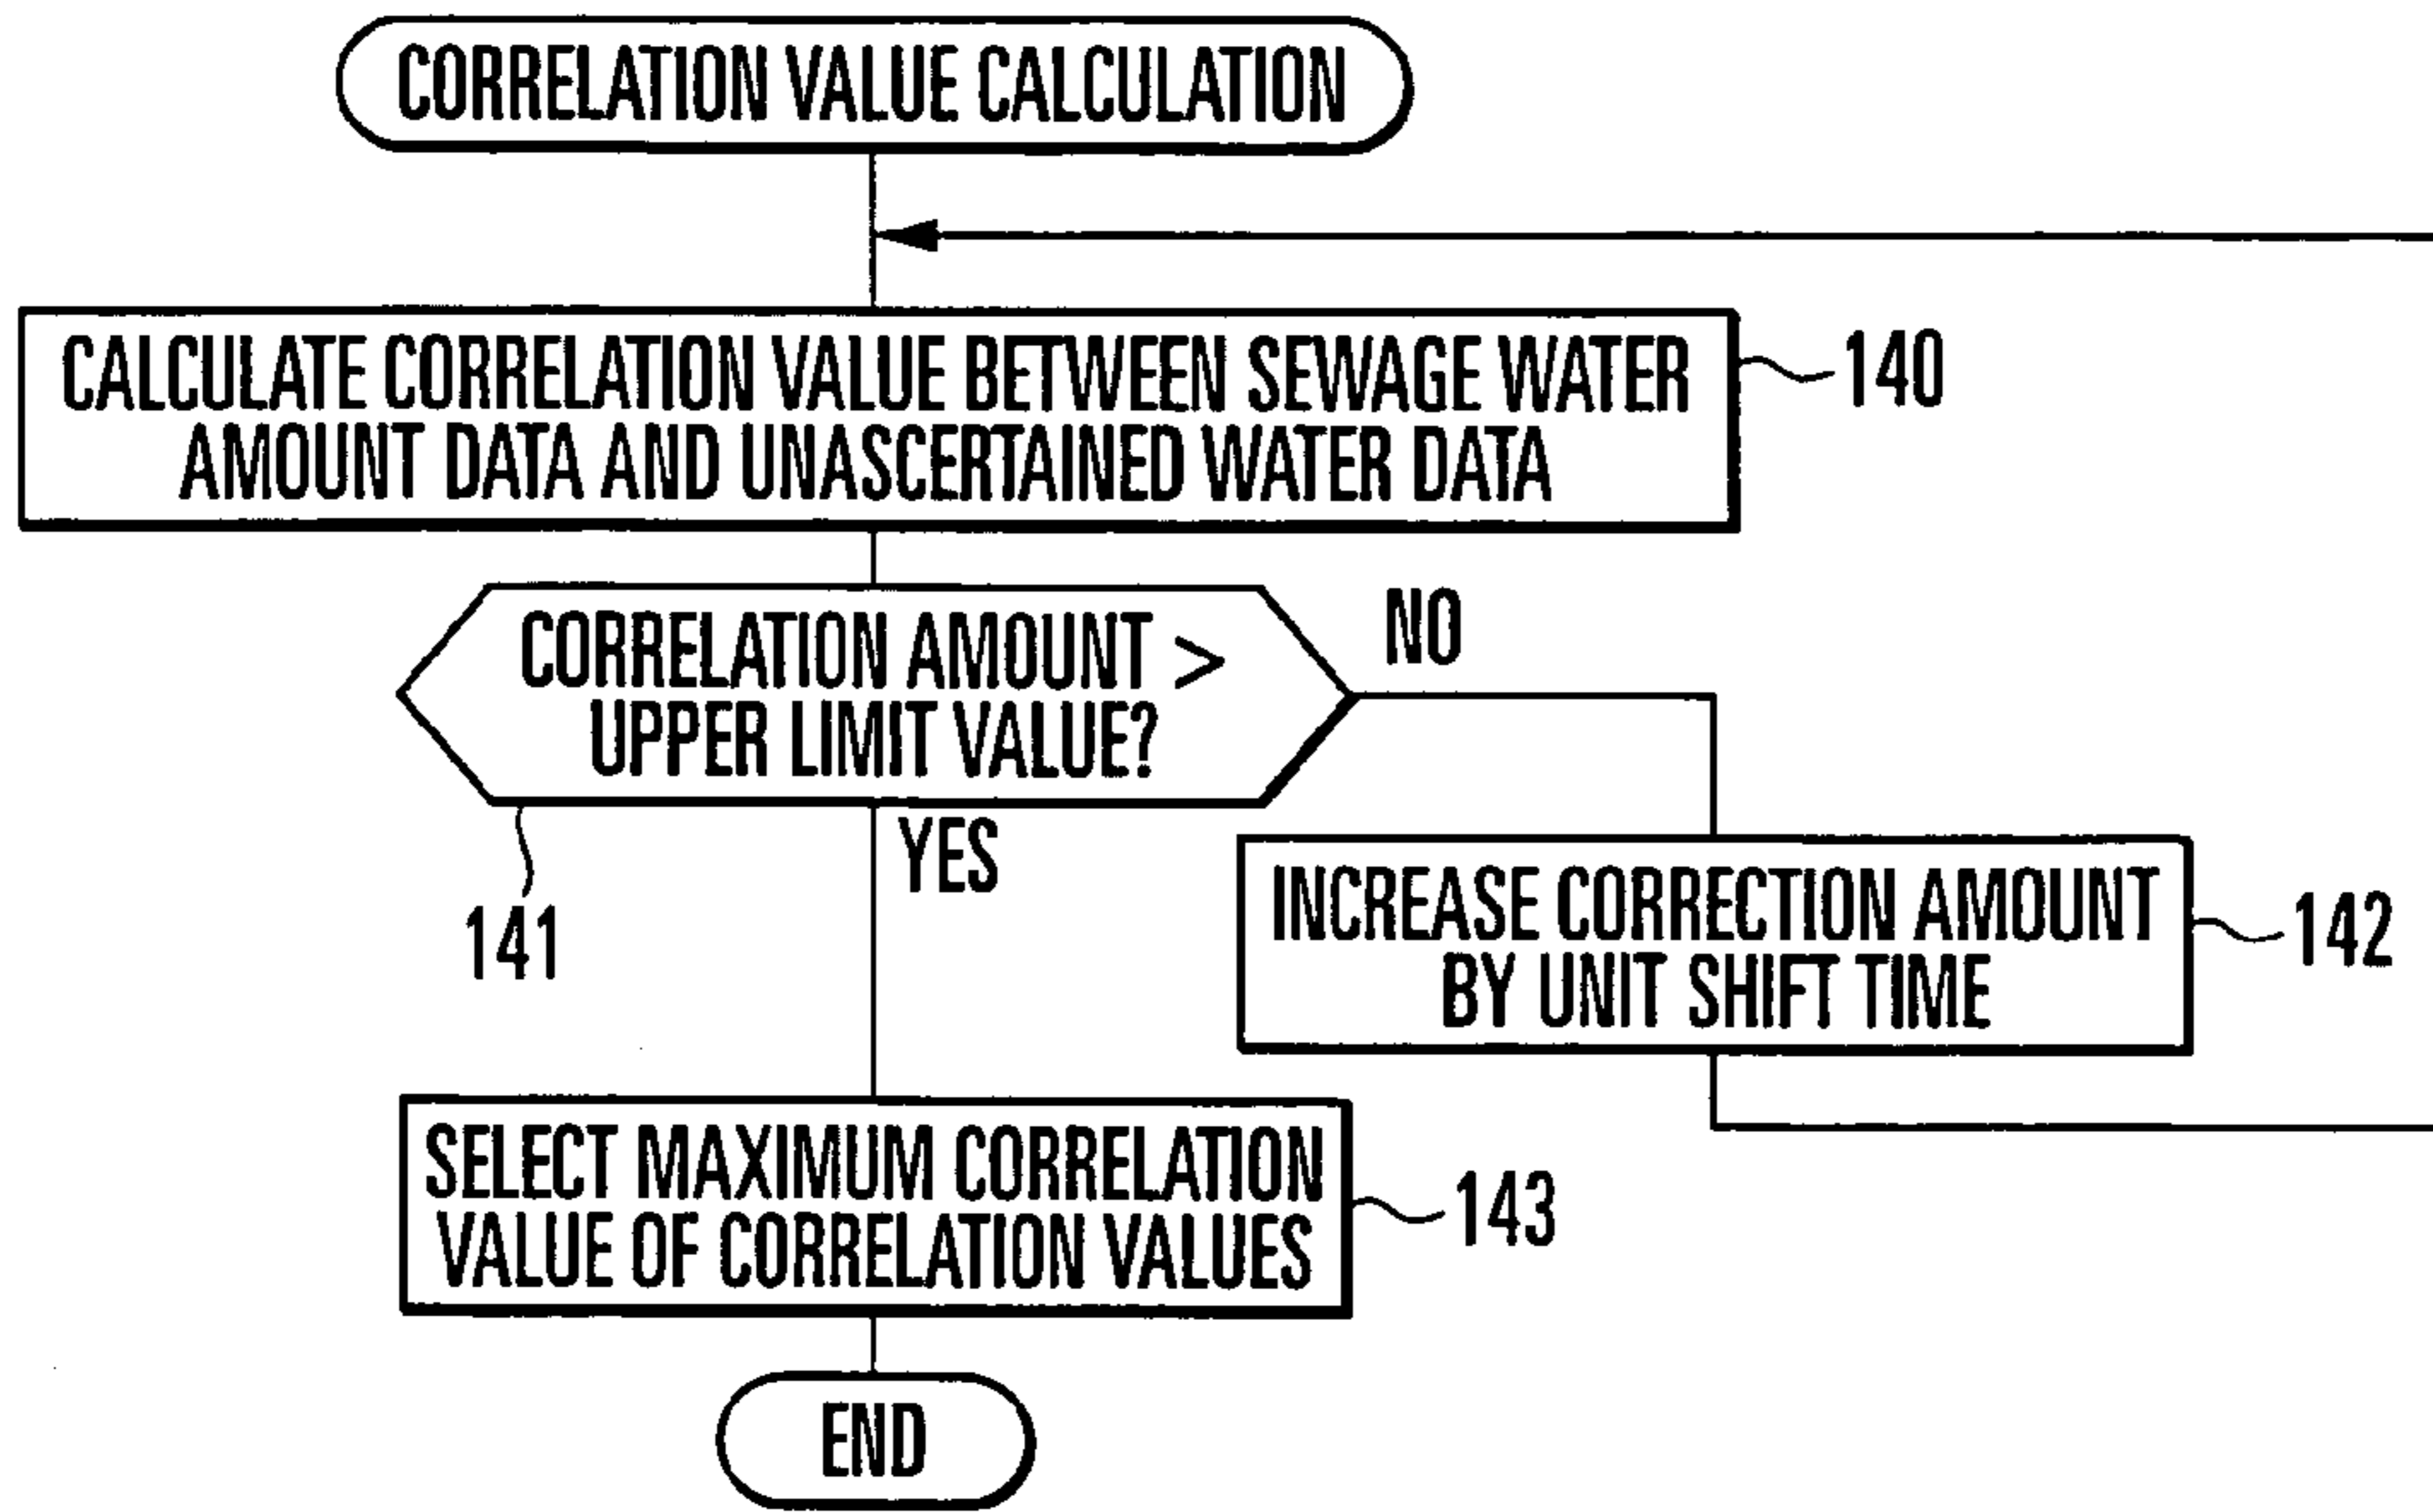 CORRELATION VALUE CALCULATION
CALCULATE CORRELATION VALUE BETWEEN SEWAGE WATER
AMOUNT DATA AND UNASCERTAINED WATER DATA
140
CORRELATION AMOUNT >
UPPER LIMIT VALUE?
NO
YES
141
INCREASE CORRECTION AMOUNT
BY UNIT SHIFT TIME
142
SELECT MAXIMUM CORRELATION
VALUE OF CORRELATION VALUES
143
END